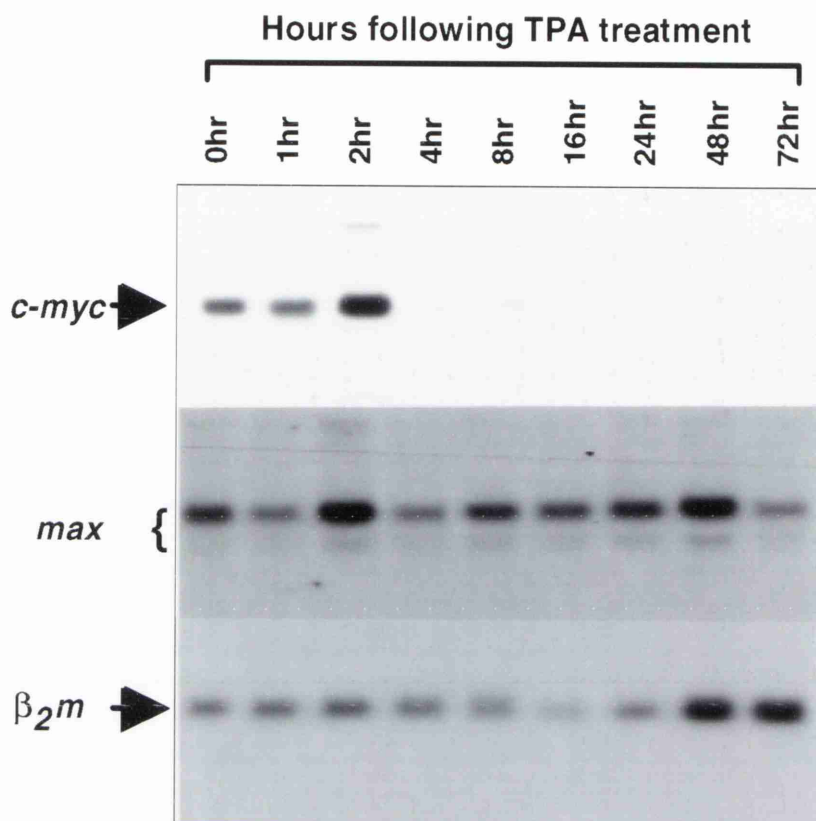 Hours following TPA treatment
0hr 1hr 2hr 4hr 8hr 16hr 24hr 48hr 72hr
c-myc
max {
β2m